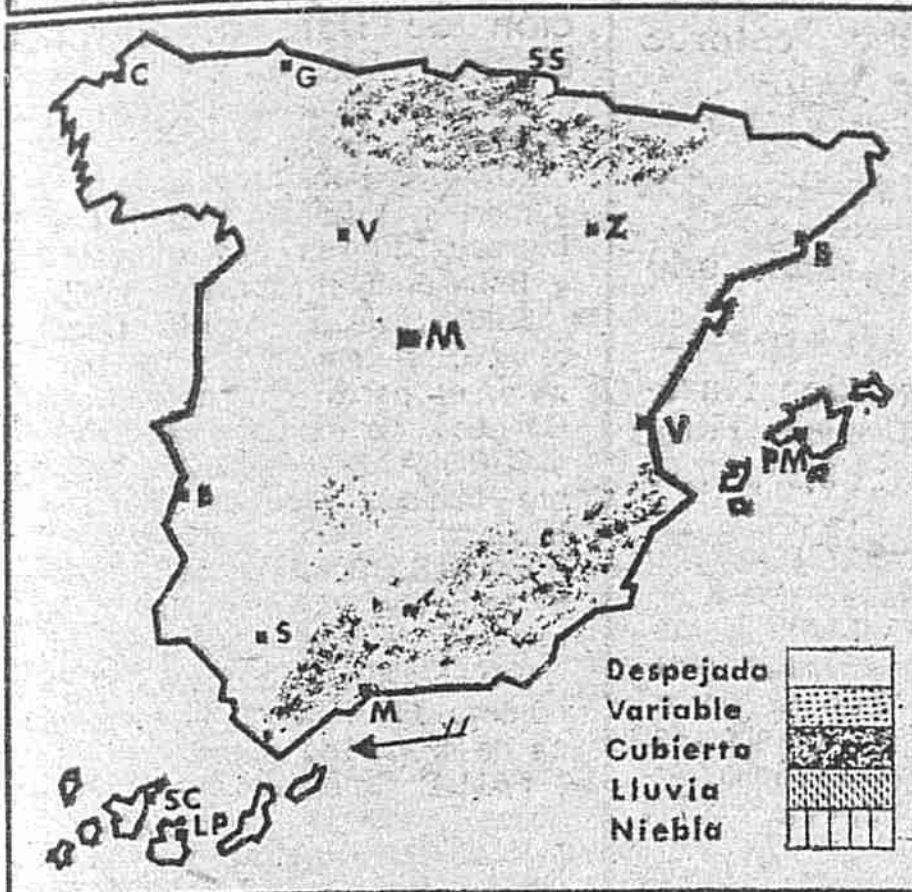 C
G
SS
V
Z
B
M
V
PM
B
S
M
SC
LP
Despejada
Variable
Cubierto
Lluvia
Niebla